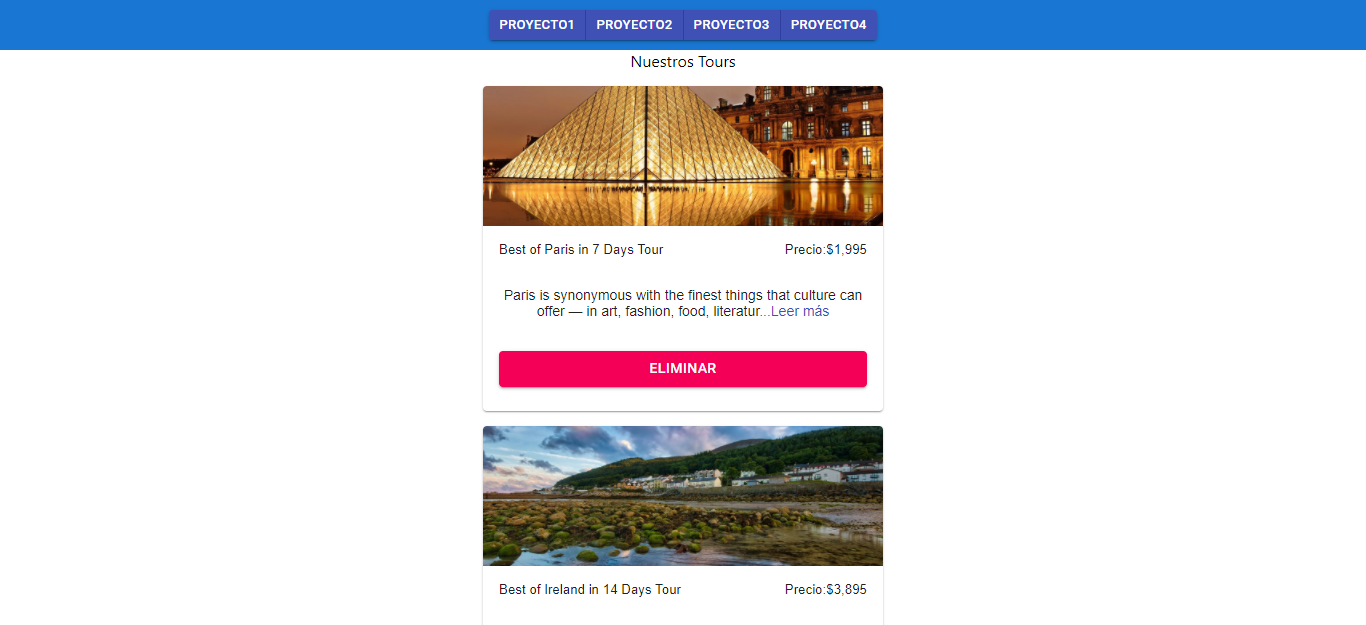 PROYECTO1 PROYECTO2 PROYECTO3 PROYECTO4
Nuestros Tours
Best of Paris in 7 Days Tour Precio:$1,995
Paris is synonymous with the finest things that culture can
offer — in art, fashion, food, literatur...Leer más
ELIMINAR
Best of Ireland in 14 Days Tour Precio:$3,895